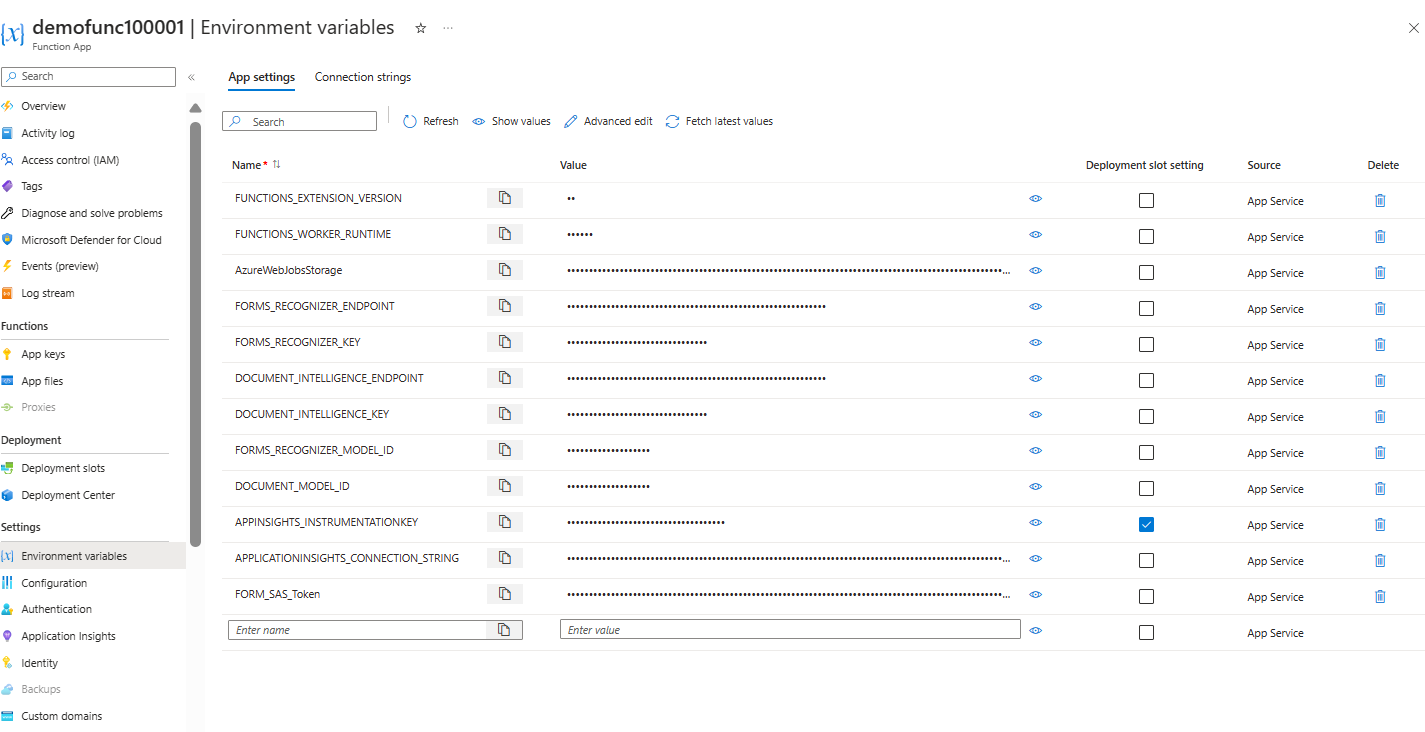 demofunc100001 | Environment variables
Function App
Search
Overview
Activity log
Access control (IAM)
Tags
Diagnose and solve problems
Microsoft Defender for Cloud
Events (preview)
Log stream
Functions
App keys
App files
Proxies
Deployment
Deployment slots
Deployment Center
Settings
Environment variables
Configuration
Authentication
Application Insights
Identity
Backups
Custom domains
App settings Connection strings
Search Refresh Show values Advanced edit Fetch latest values
Name* Value Deployment slot setting Source Delete
FUNCTIONS_EXTENSION_VERSION App Service
FUNCTIONS_WORKER_RUNTIME App Service
AzureWebJobsStorage App Service
FORMS_RECOGNIZER_ENDPOINT App Service
FORMS_RECOGNIZER_KEY App Service
DOCUMENT_INTELLIGENCE_ENDPOINT App Service
DOCUMENT_INTELLIGENCE_KEY App Service
FORMS_RECOGNIZER_MODEL_ID App Service
DOCUMENT_MODEL_ID App Service
APPINSIGHTS_INSTRUMENTATIONKEY App Service
APPLICATIONINSIGHTS_CONNECTION_STRING App Service
FORM_SAS_Token App Service
Enter name Enter value App Service